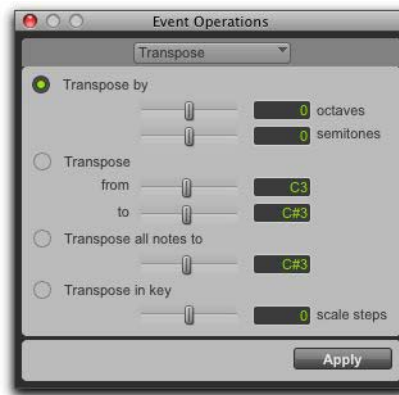 Event Operations
Transpose
Transpose by
0 octaves
0 semitones
Transpose
from C3
to C#3
Transpose all notes to
C#3
Transpose in key
0 scale steps
Apply